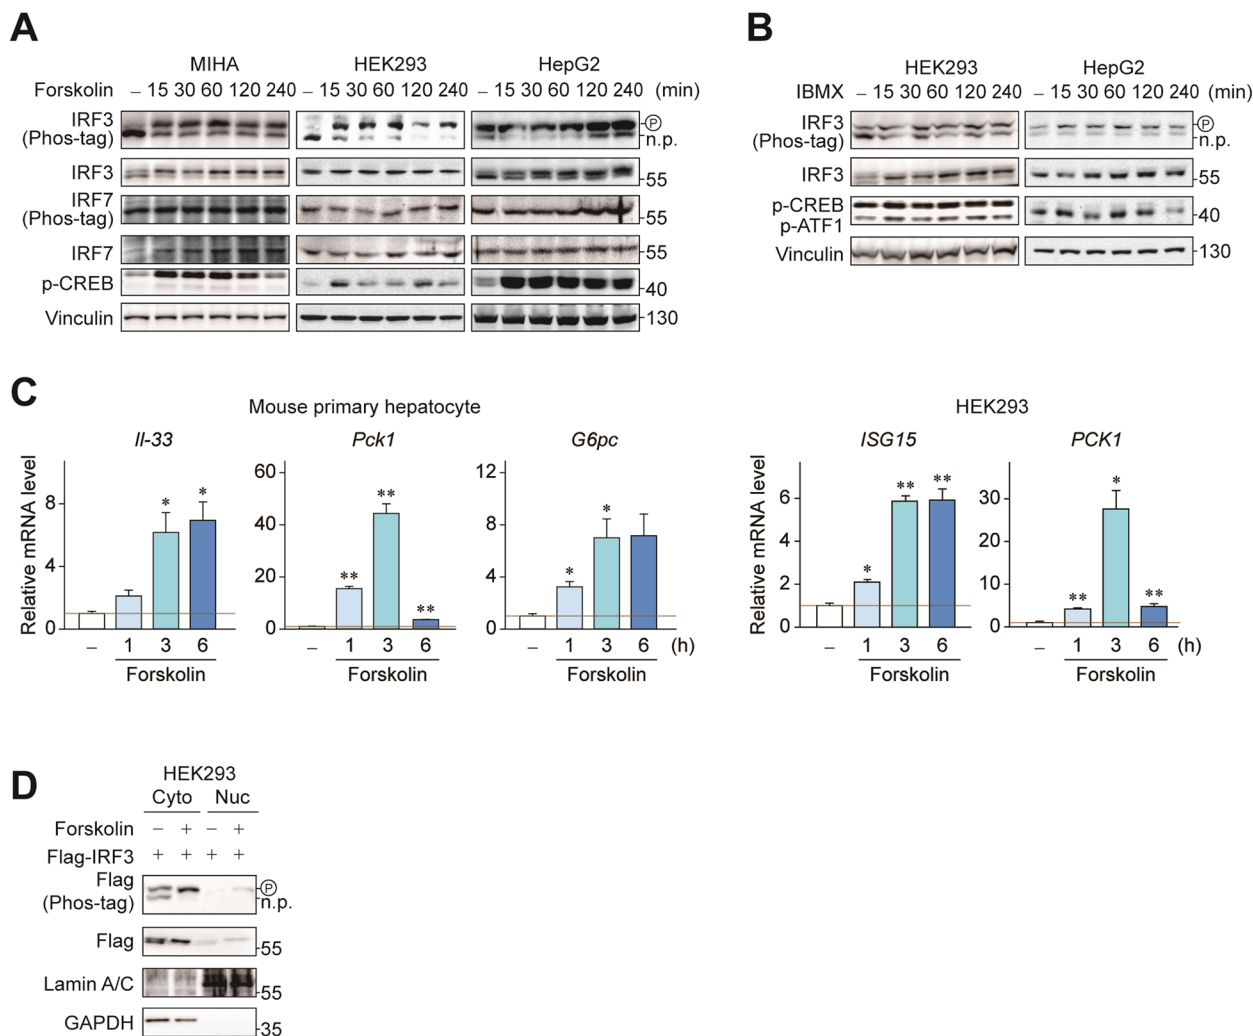 A
MIHA HEK293 HepG2
Forskolin – 15 30 60 120 240 – 15 30 60 120 240 – 15 30 60 120 240 (min)
IRF3
(Phos-tag)
P
n.p.
IRF3
55
IRF7
(Phos-tag)
55
IRF7
55
p-CREB
40
Vinculin
130
B
HEK293 HepG2
IBMX – 15 30 60 120 240 – 15 30 60 120 240 (min)
IRF3
(Phos-tag)
P
n.p.
IRF3
55
p-CREB
p-ATF1
40
Vinculin
130
C
Mouse primary hepatocyte
Il-33
Relative mRNA level
8
4
0
* *
– 1 3 6
Forskolin
Pck1
60
40
20
0
** ** **
– 1 3 6
Forskolin
G6pc
12
8
4
0
* *
– 1 3 6 (h)
Forskolin
HEK293
ISG15
Relative mRNA level
6
4
2
0
* ** **
– 1 3 6
Forskolin
PCK1
30
20
10
0
** * **
– 1 3 6 (h)
Forskolin
D
HEK293
Cyto Nuc
Forskolin – + – +
Flag-IRF3 + + + +
Flag
(Phos-tag)
P
n.p.
Flag
55
Lamin A/C
55
GAPDH
35